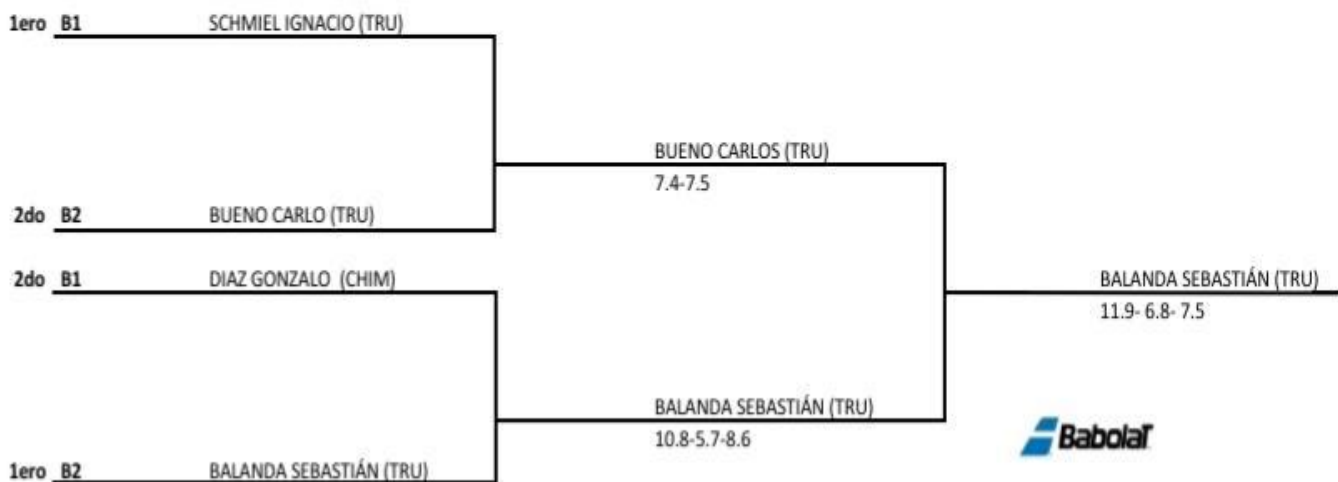 1ero B1 SCHMIEL IGNACIO (TRU)
BUENO CARLOS (TRU)
7.4-7.5
2do B2 BUENO CARLO (TRU)
2do B1 DIAZ GONZALO (CHIM)
BALANDA SEBASTIÁN (TRU)
11.9- 6.8- 7.5
BALANDA SEBASTIÁN (TRU)
10.8-5.7-8.6
Babolat
1ero B2 BALANDA SEBASTIÁN (TRU)